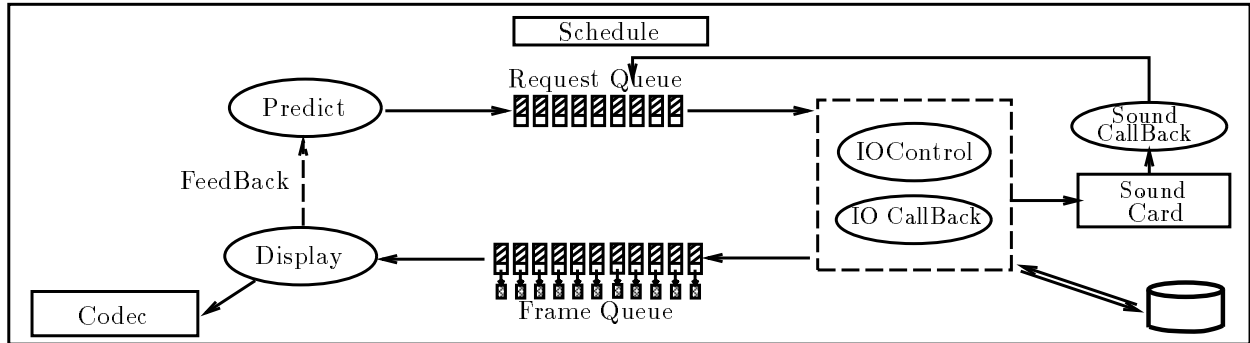 Schedule
Request Queue
Predict
Sound
CallBack
IOControl
FeedBack
Sound
Card
IO CallBack
Display
Frame Queue
Codec